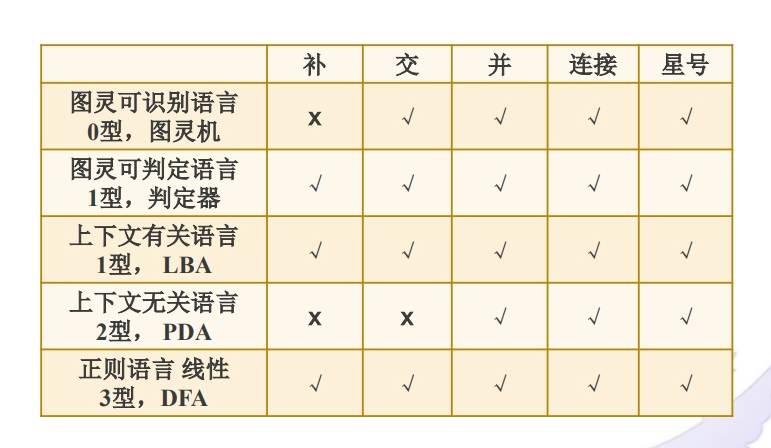 补 交 并 连接 星号
图灵可识别语言
0型，图灵机 x √ √ √ √
图灵可判定语言
1型，判定器 √ √ √ √ √
上下文有关语言
1型， LBA √ √ √ √ √
上下文无关语言
2型， PDA x x √ √ √
正则语言 线性
3型，DFA √ √ √ √ √